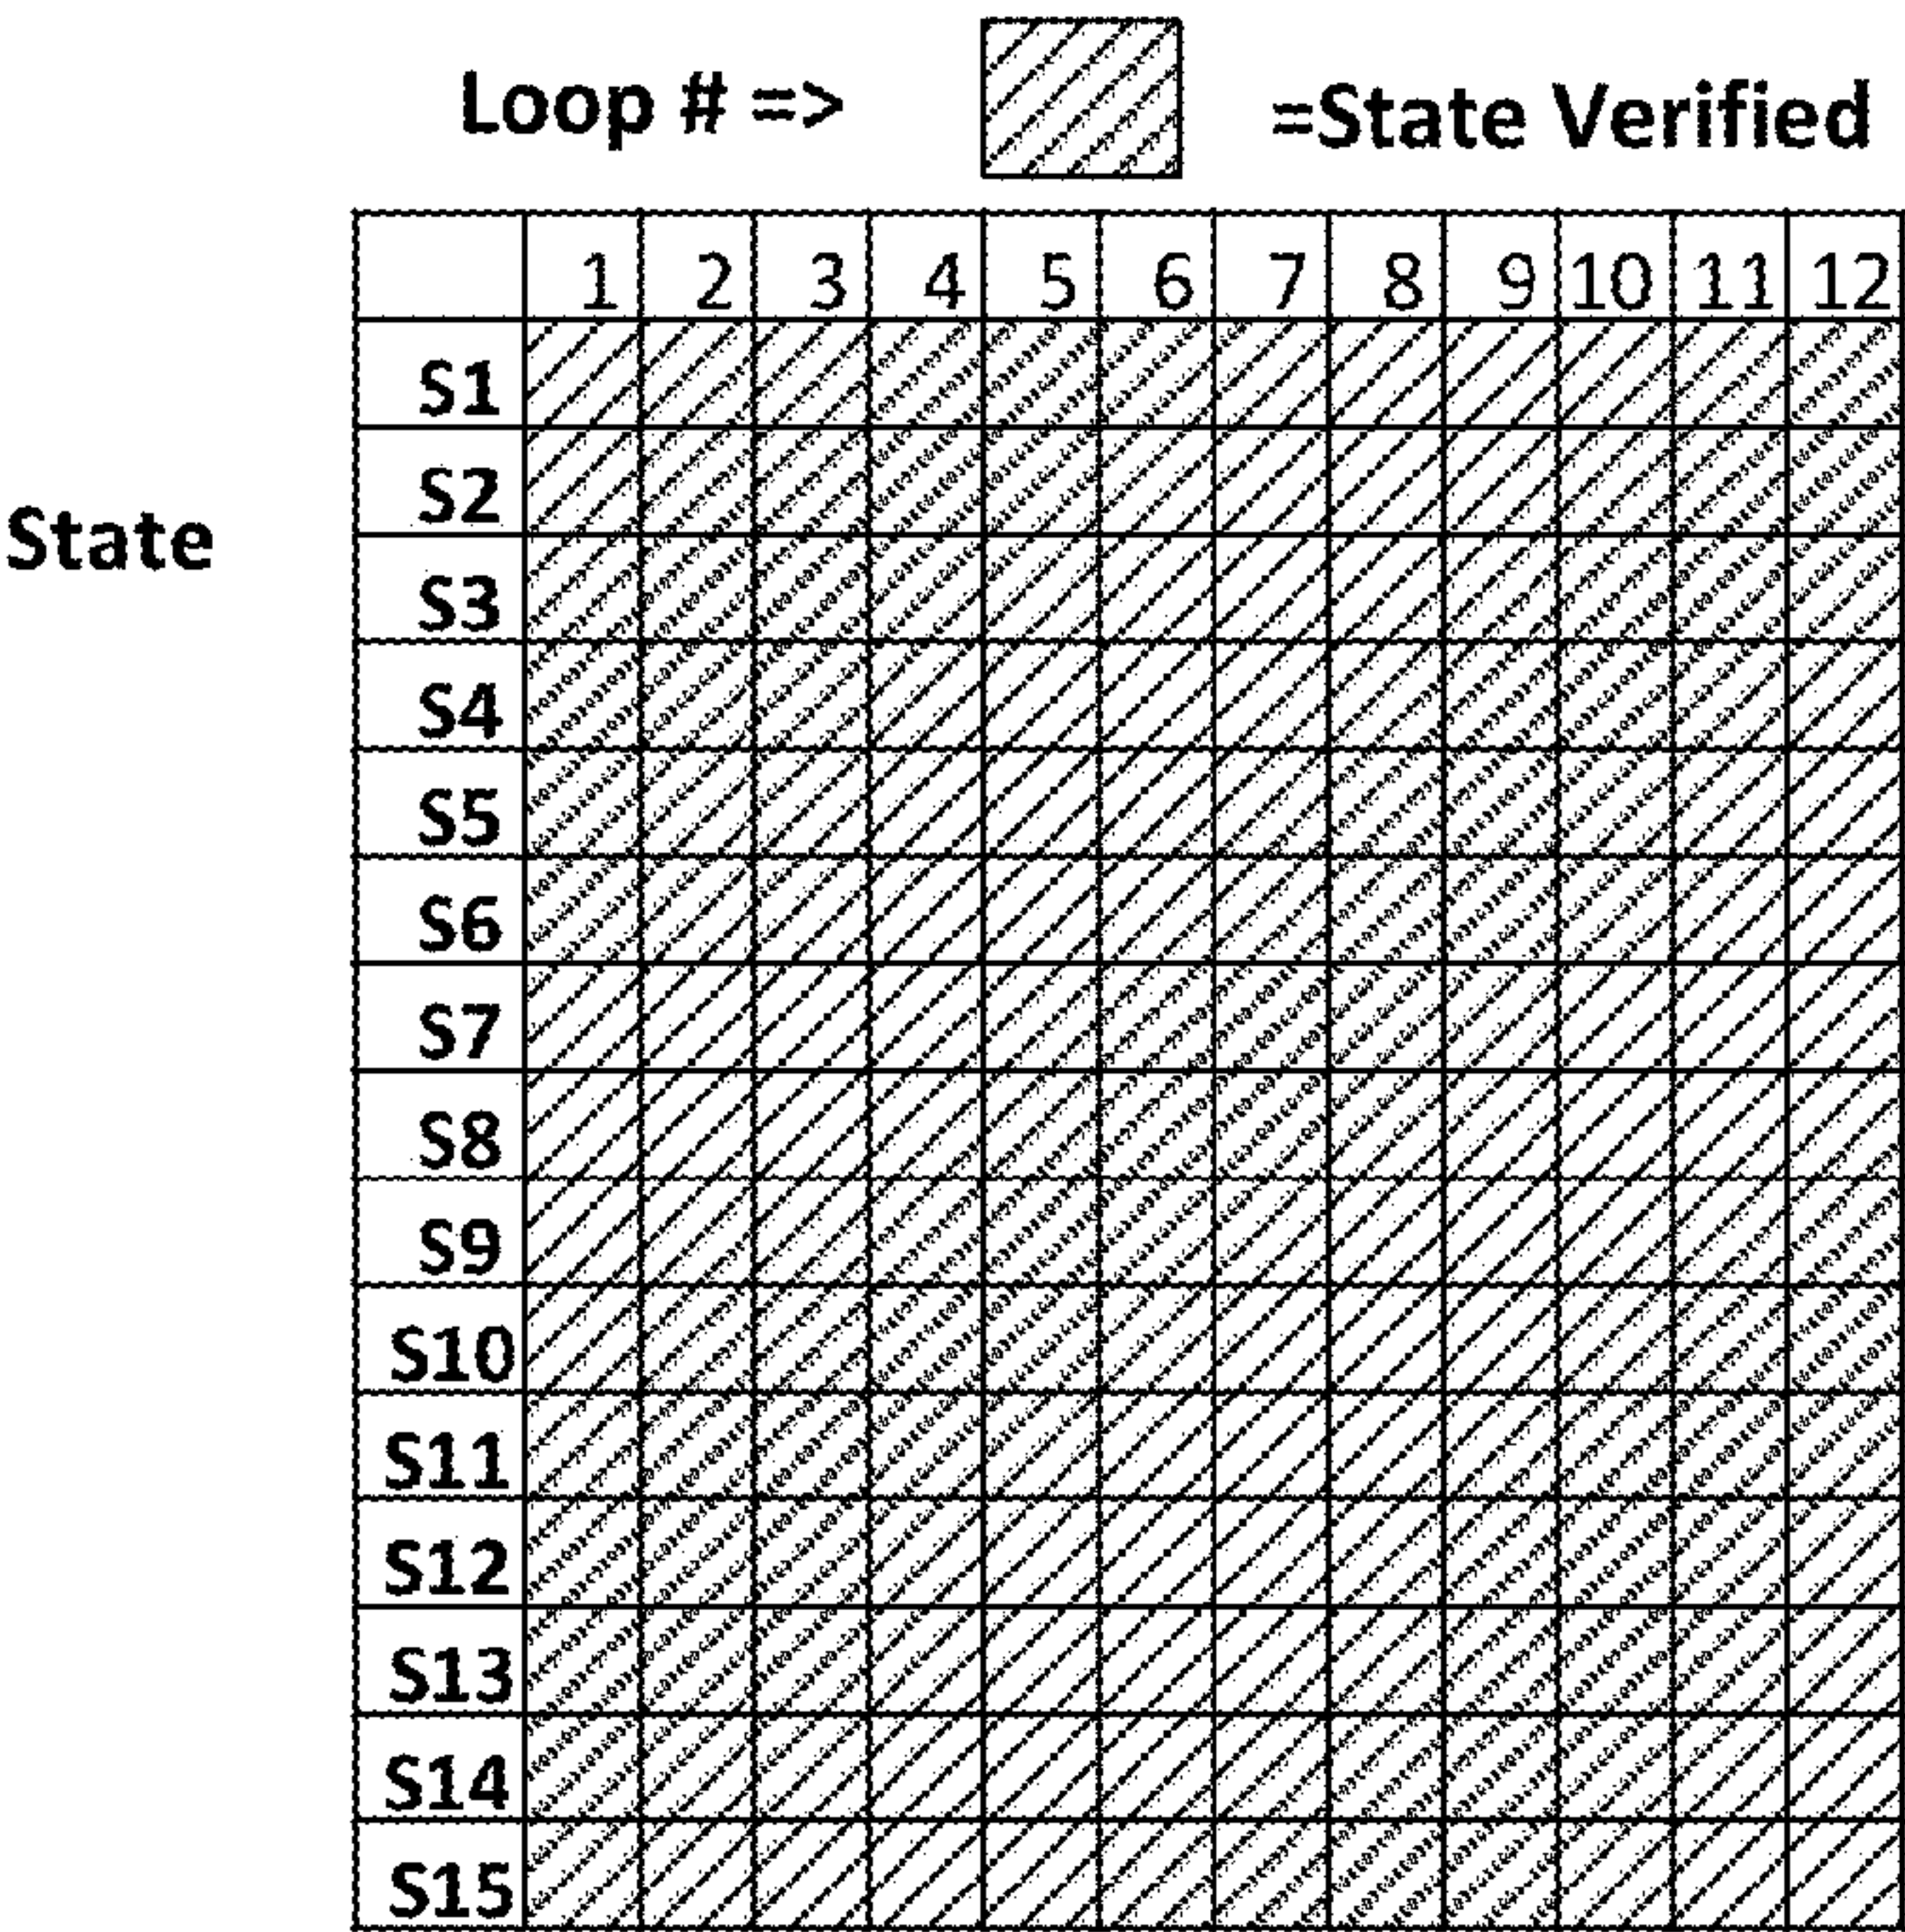 Loop # => =State Verified
1 2 3 4 5 6 7 8 9 10 11 12
S1
S2
State
S3
S4
S5
S6
S7
S8
S9
S10
S11
S12
S13
S14
S15